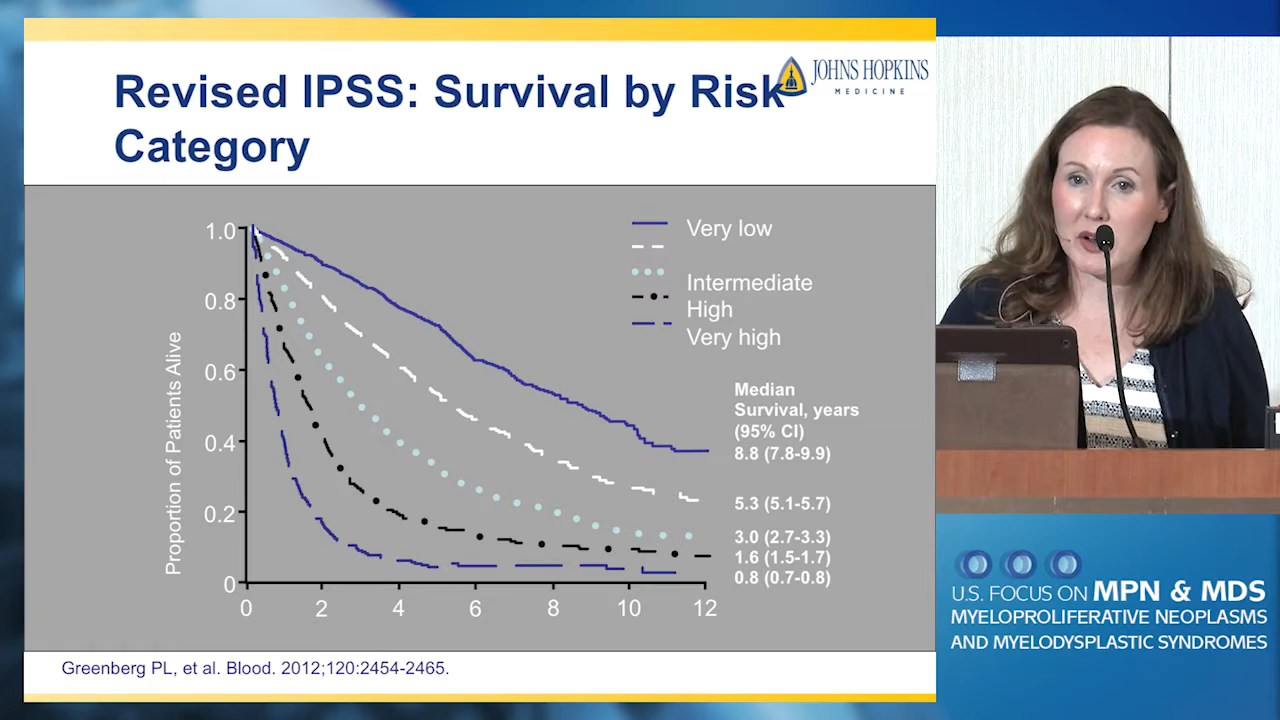 Revised IPSS: Survival by Risk
Category
JOHNS HOPKINS
MEDICINE
Proportion of Patients Alive
1.0
0.8
0.6
0.4
0.2
0
0 2 4 6 8 10 12
Very low
Intermediate
High
Very high
Median
Survival, years
(95% CI)
8.8 (7.8-9.9)
5.3 (5.1-5.7)
3.0 (2.7-3.3)
1.6 (1.5-1.7)
0.8 (0.7-0.8)
Greenberg PL, et al. Blood. 2012;120:2454-2465.
U.S. FOCUS ON MPN & MDS
MYELOPROLIFERATIVE NEOPLASMS
AND MYELODYSPLASTIC SYNDROMES